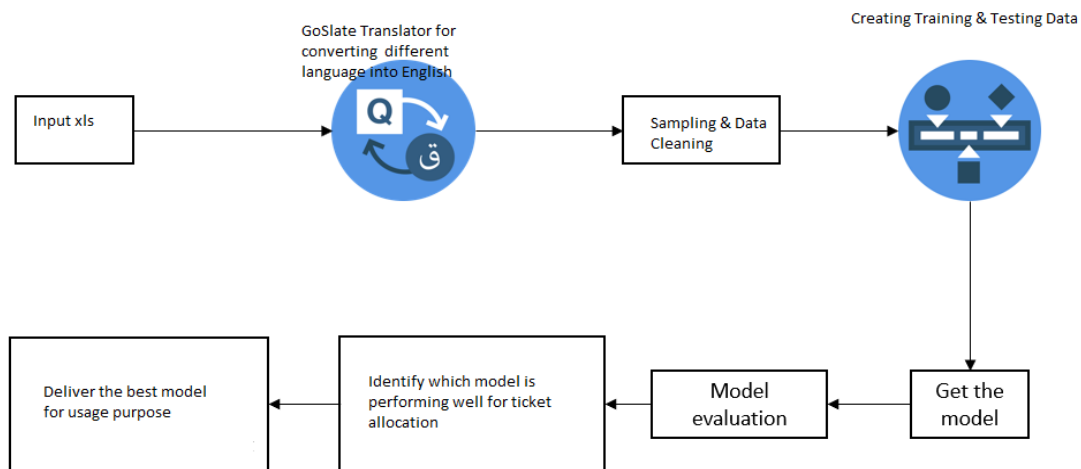 GoSlate Translator for
converting different
language into English
Creating Training & Testing Data
Input xls
Q
ق
Sampling & Data
Cleaning
Deliver the best model
for usage purpose
Identify which model is
performing well for ticket
allocation
Model
evaluation
Get the
model